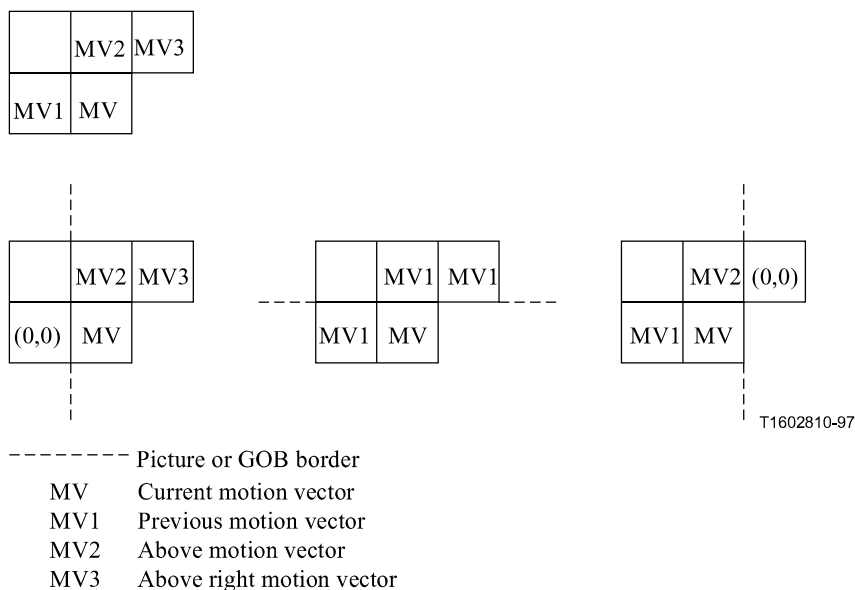 MV2 MV3
MV1 MV
MV2 MV3 MV1 MV1 MV2 (0,0)
(0,0) MV MV1 MV MV1 MV
T1602810-97
Picture or GOB border
MV Current motion vector
MV1 Previous motion vector
MV2 Above motion vector
MV3 Above right motion vector